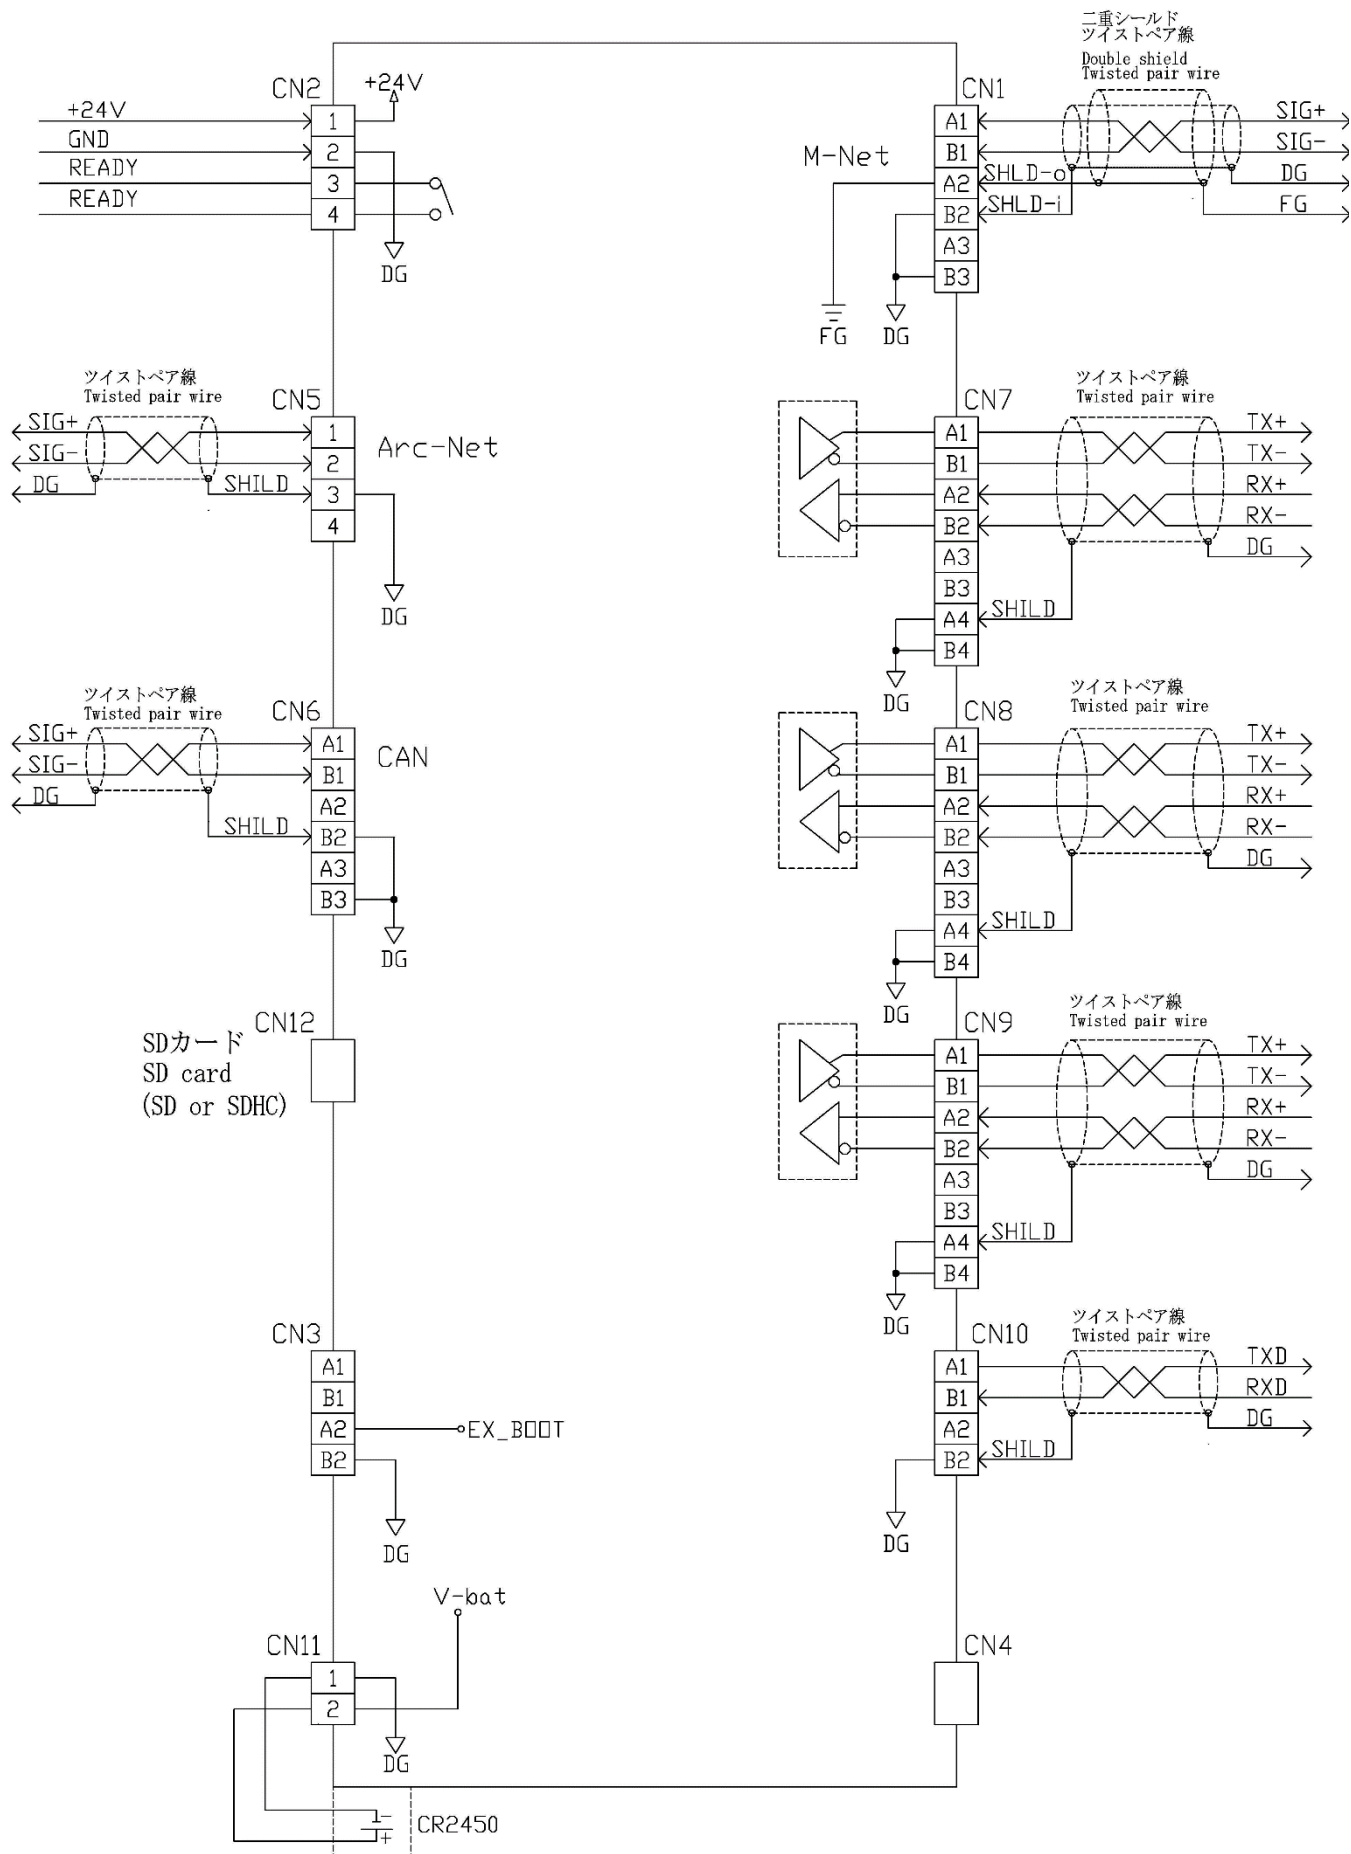 二重シールド
ツイストペア線
Double shield
Twisted pair wire
CN2
+24V
+24V
GND
READY
READY
1
2
3
4
DG
CN1
M-Net
A1
B1
A2
B2
A3
B3
SHLD-o
SHLD-i
SIG+
SIG-
DG
FG
FG
DG
ツイストペア線
Twisted pair wire
CN5
Arc-Net
SIG+
SIG-
DG
SHILD
1
2
3
4
DG
ツイストペア線
Twisted pair wire
CN7
A1
B1
A2
B2
A3
B3
A4
B4
TX+
TX-
RX+
RX-
DG
SHILD
DG
ツイストペア線
Twisted pair wire
CN6
CAN
SIG+
SIG-
DG
SHILD
A1
B1
A2
B2
A3
B3
DG
ツイストペア線
Twisted pair wire
CN8
A1
B1
A2
B2
A3
B3
A4
B4
TX+
TX-
RX+
RX-
DG
SHILD
DG
CN12
SDカード
SD card
(SD or SDHC)
ツイストペア線
Twisted pair wire
CN9
A1
B1
A2
B2
A3
B3
A4
B4
TX+
TX-
RX+
RX-
DG
SHILD
DG
CN3
A1
B1
A2
B2
EX_BOOT
DG
ツイストペア線
Twisted pair wire
CN10
A1
B1
A2
B2
TXD
RXD
DG
SHILD
DG
V-bat
CN11
1
2
DG
CN4
-
+
CR2450